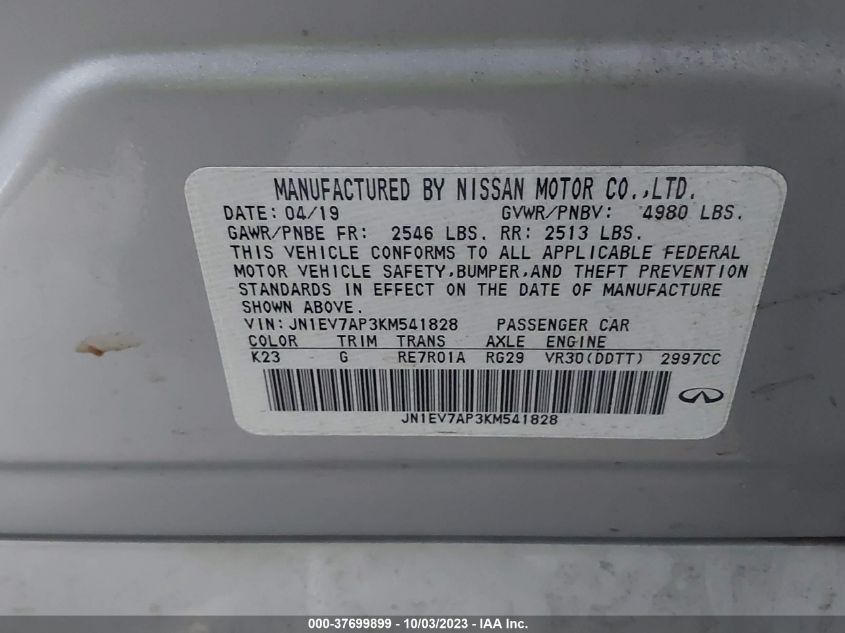 MANUFACTURED BY NISSAN MOTOR CO.,LTD.
DATE: 04/19 GVWR/PNBV: 4980 LBS.
GAWR/PNBE FR: 2546 LBS. RR: 2513 LBS.
THIS VEHICLE CONFORMS TO ALL APPLICABLE FEDERAL
MOTOR VEHICLE SAFETY,BUMPER,AND THEFT PREVENTION
STANDARDS IN EFFECT ON THE DATE OF MANUFACTURE
SHOWN ABOVE.
VIN: JN1EV7AP3KM541828 PASSENGER CAR
COLOR TRIM TRANS AXLE ENGINE
K23 G RE7R01A RG29 VR30(DDTT) 2997CC
JN1EV7AP3KM541828
000-37699899 - 10/03/2023 - IAA Inc.